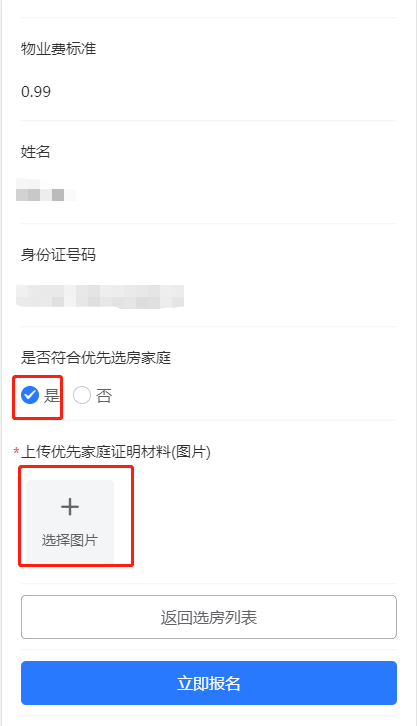 物业费标准
0.99
姓名
身份证号码
是否符合优先选房家庭
是 否
*上传优先家庭证明材料(图片)
选择图片
返回选房列表
立即报名